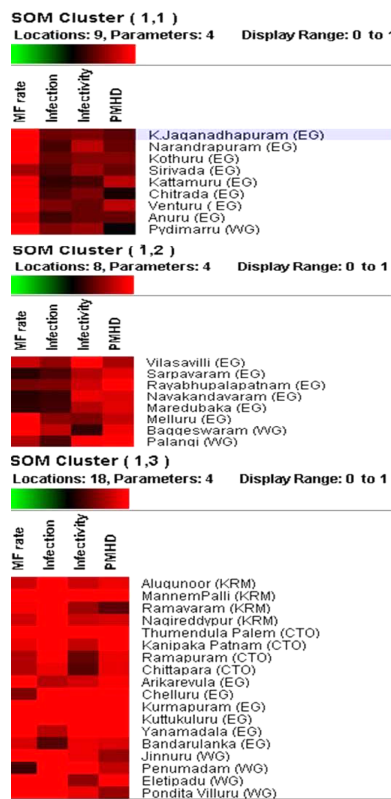 SOM Cluster ( 1,1 )
Locations: 9, Parameters: 4 Display Range: 0 to 1
MF rate
Infection
Infectivity
PMHD
K.Jaganadhapuram (EG)
Narandrapuram (EG)
Kothuru (EG)
Sirivada (EG)
Kattamuru (EG)
Chitrada (EG)
Venturu ( EG)
Anuru (EG)
Pydimarru (WG)
SOM Cluster ( 1,2 )
Locations: 8, Parameters: 4 Display Range: 0 to 1
MF rate
Infection
Infectivity
PMHD
Vilasavilli (EG)
Sarpavaram (EG)
Rayabhupalapatnam (EG)
Navakandavaram (EG)
Maredubaka (EG)
Melluru (EG)
Baggeswaram (WG)
Palangi (WG)
SOM Cluster ( 1,3 )
Locations: 18, Parameters: 4 Display Range: 0 to 1
MF rate
Infection
Infectivity
PMHD
Alugunoor (KRM)
MannemPalli (KRM)
Ramavaram (KRM)
Nagireddypur (KRM)
Thumendula Palem (CTO)
Kanipaka Patnam (CTO)
Ramapuram (CTO)
Chittapara (CTO)
Arikarevula (EG)
Chelluru (EG)
Kurmapuram (EG)
Kuttukuluru (EG)
Yanamadala (EG)
Bandarulanka (EG)
Jinnuru (WG)
Penumadam (WG)
Eletipadu (WG)
Pondita Villuru (WG)